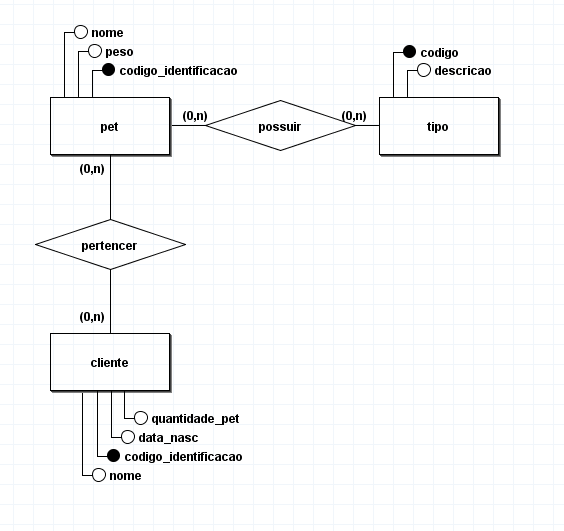 nome
peso
codigo_identificacao
codigo
descricao
pet
(0,n)
possuir
(0,n)
tipo
(0,n)
pertencer
(0,n)
cliente
quantidade_pet
data_nasc
codigo_identificacao
nome